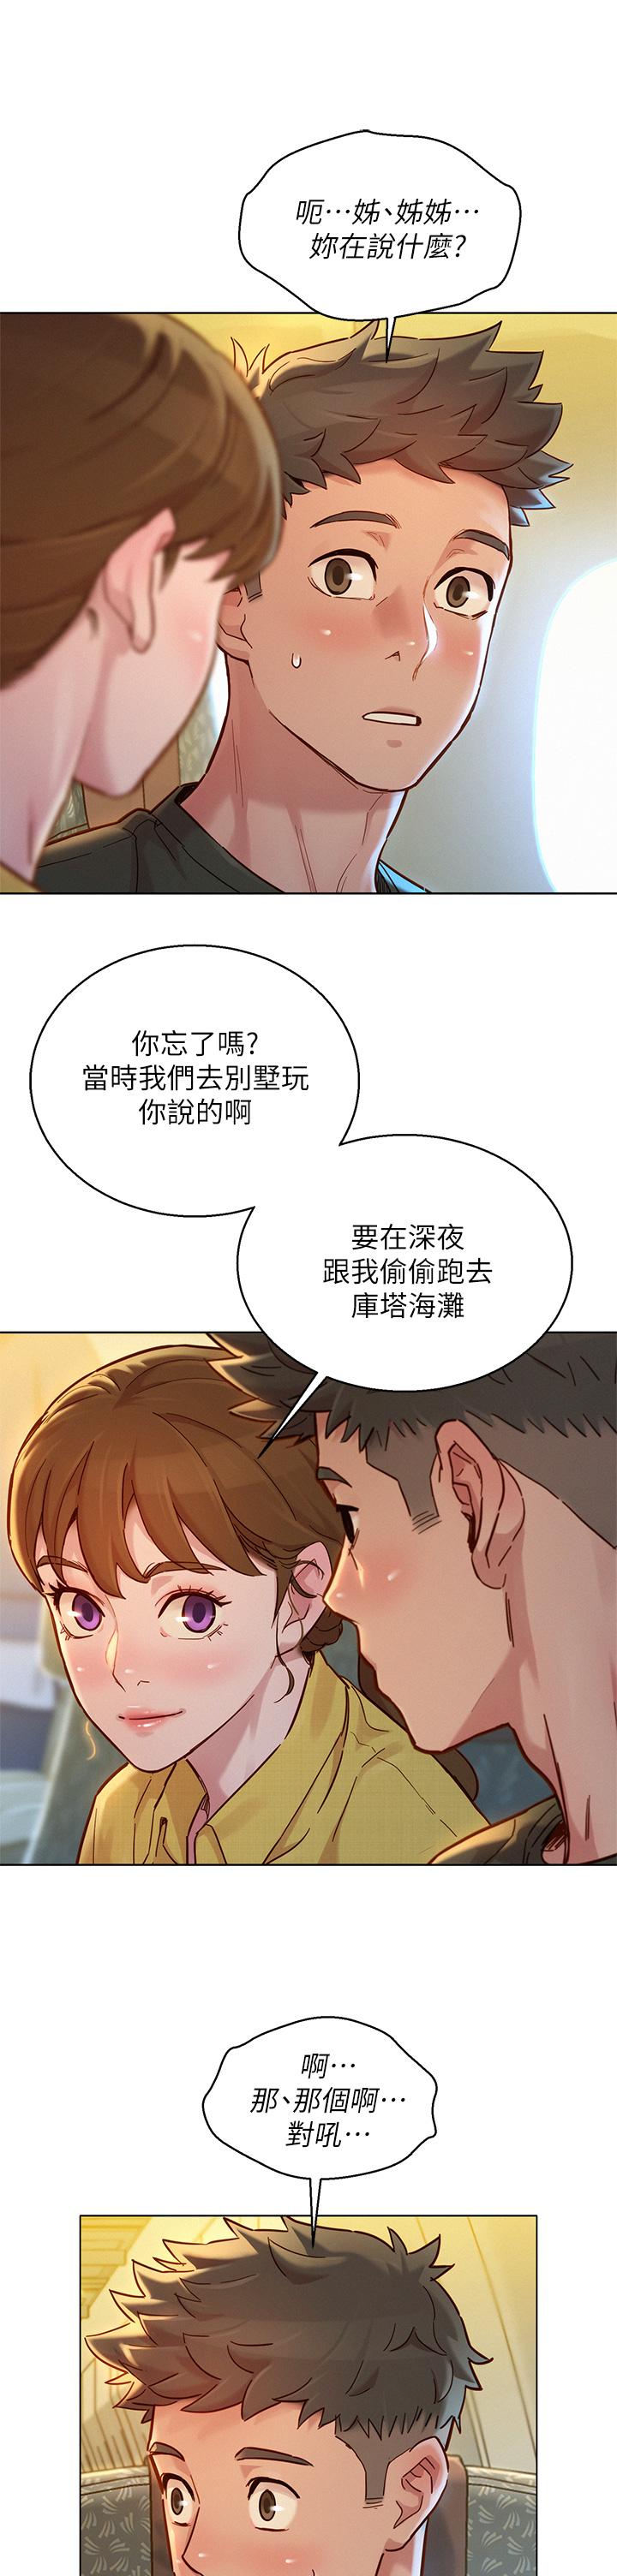 呃…姊、姊姊…
妳在說什麼?
你忘了嗎?
當時我們去別墅玩
你說的啊
要在深夜
跟我偷偷跑去
庫塔海灘
啊…
那、那個啊…
對吼…